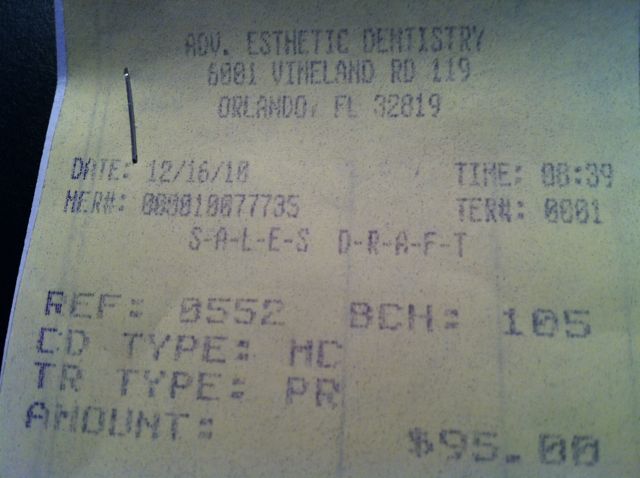 ADV. ESTHETIC DENTISTRY
6001 VINELAND RD 119
ORLANDO, FL 32819
DATE: 12/16/10 TIME: 08:39
MER#: 000010077735 TER#: 0001
S-A-L-E-S D-R-A-F-T
REF: 0552 BCH: 105
CD TYPE: MC
TR TYPE: PR
AMOUNT: $95.00